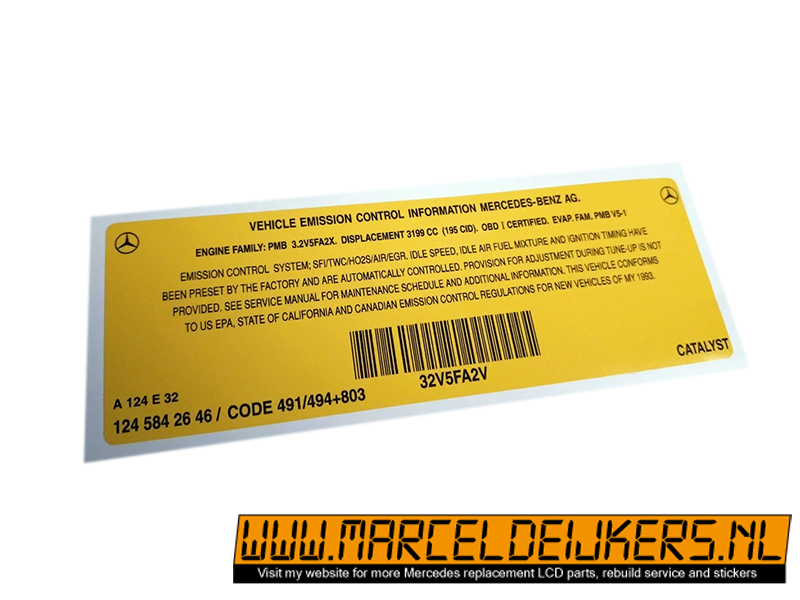 VEHICLE EMISSION CONTROL INFORMATION MERCEDES-BENZ AG.
ENGINE FAMILY: PMB 3.2V5FA2X. DISPLACEMENT 3199 CC (195 CID). OBD I CERTIFIED. EVAP. FAM. PMB V5-1
EMISSION CONTROL SYSTEM; SFI/TWC/HO2S/AIR/EGR. IDLE SPEED, IDLE AIR FUEL MIXTURE AND IGNITION TIMING HAVE
BEEN PRESET BY THE FACTORY AND ARE AUTOMATICALLY CONTROLLED. PROVISION FOR ADJUSTMENT DURING TUNE-UP IS NOT
PROVIDED. SEE SERVICE MANUAL FOR MAINTENANCE SCHEDULE AND ADDITIONAL INFORMATION. THIS VEHICLE CONFORMS
TO US EPA, STATE OF CALIFORNIA AND CANADIAN EMISSION CONTROL REGULATIONS FOR NEW VEHICLES OF MY 1993.
32V5FA2V
CATALYST
A 124 E 32
124 584 26 46 / CODE 491/494+803
WWW.MARCELDEIJKERS.NL
Visit my website for more Mercedes replacement LCD parts, rebuild service and stickers